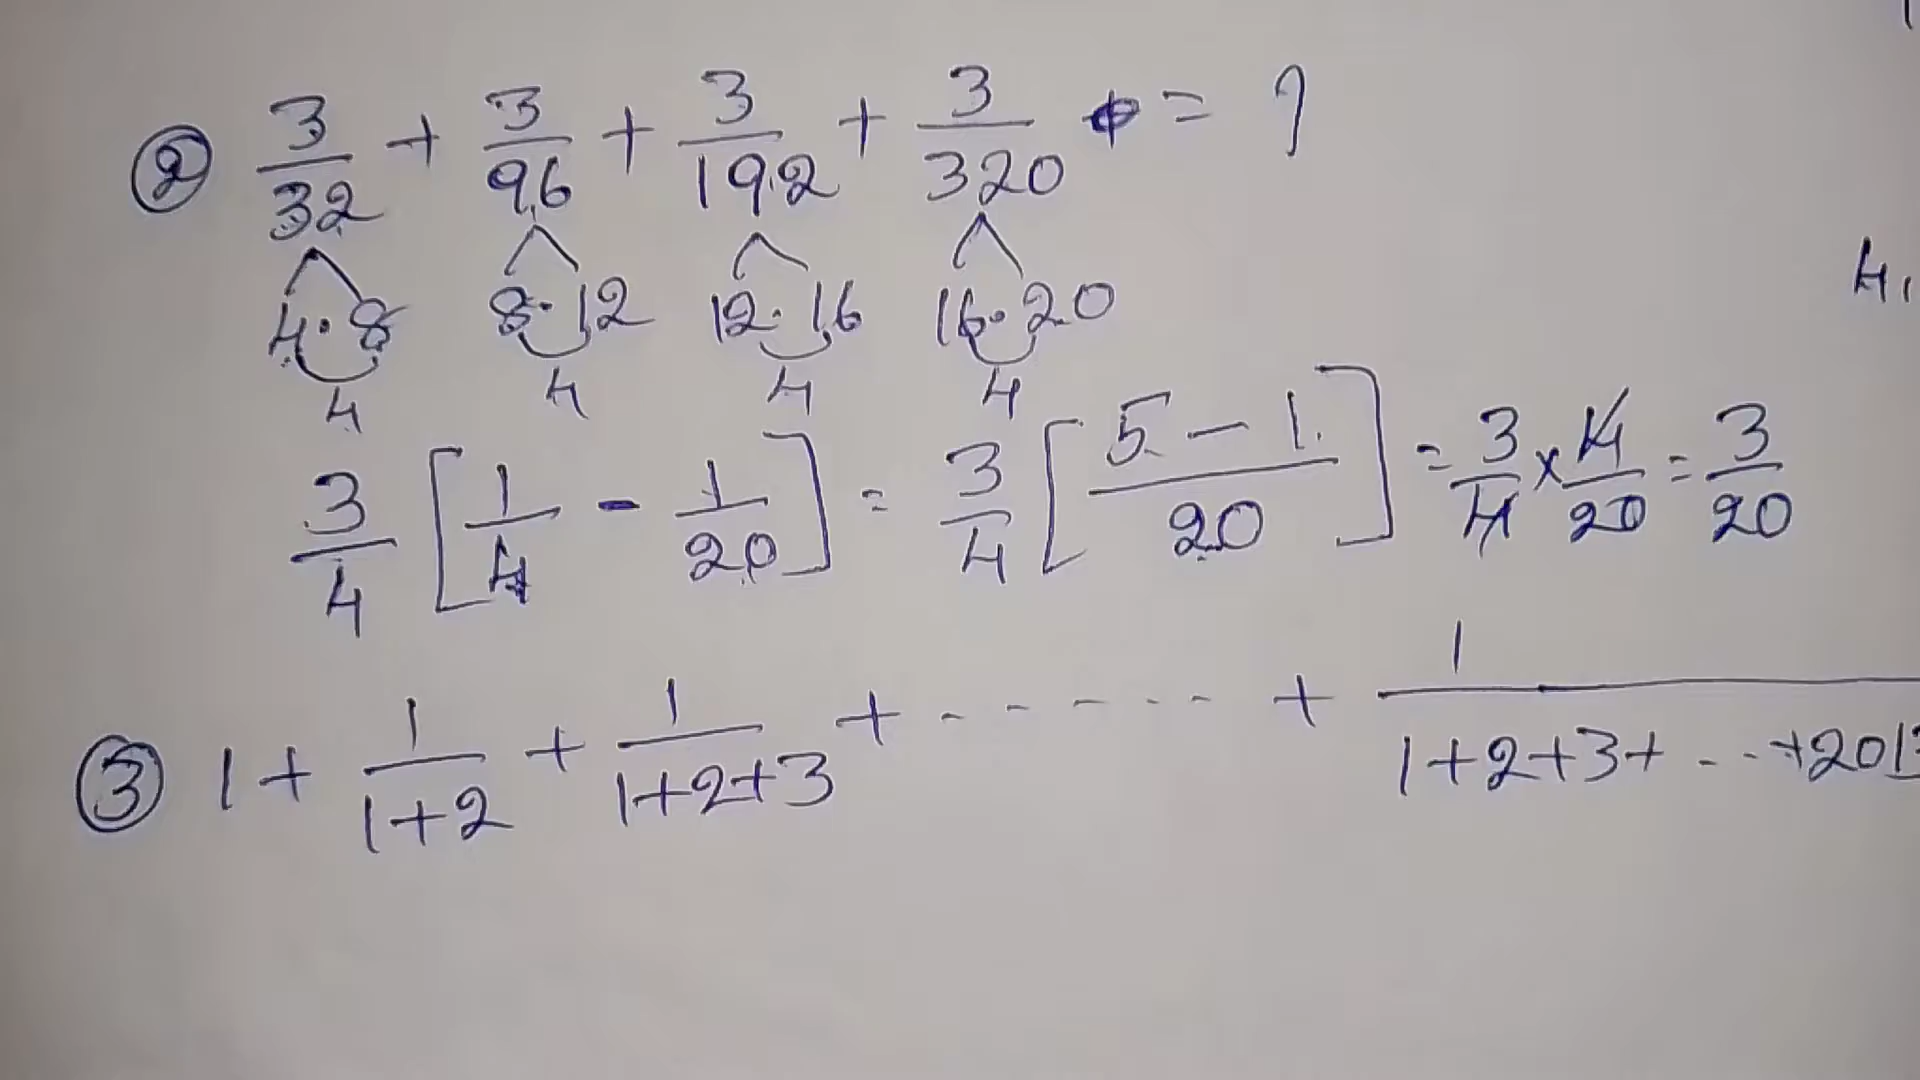 ② 3/32 + 3/96 + 3/192 + 3/320 = ?
4·8 8·12 12·16 16·20
4 4 4 4
3/4 [1/4 - 1/20] = 3/4 [(5-1)/20] = 3/4 × 4/20 = 3/20
4,
③ 1 + 1/(1+2) + 1/(1+2+3) + ------ + 1/(1+2+3+ ... +201